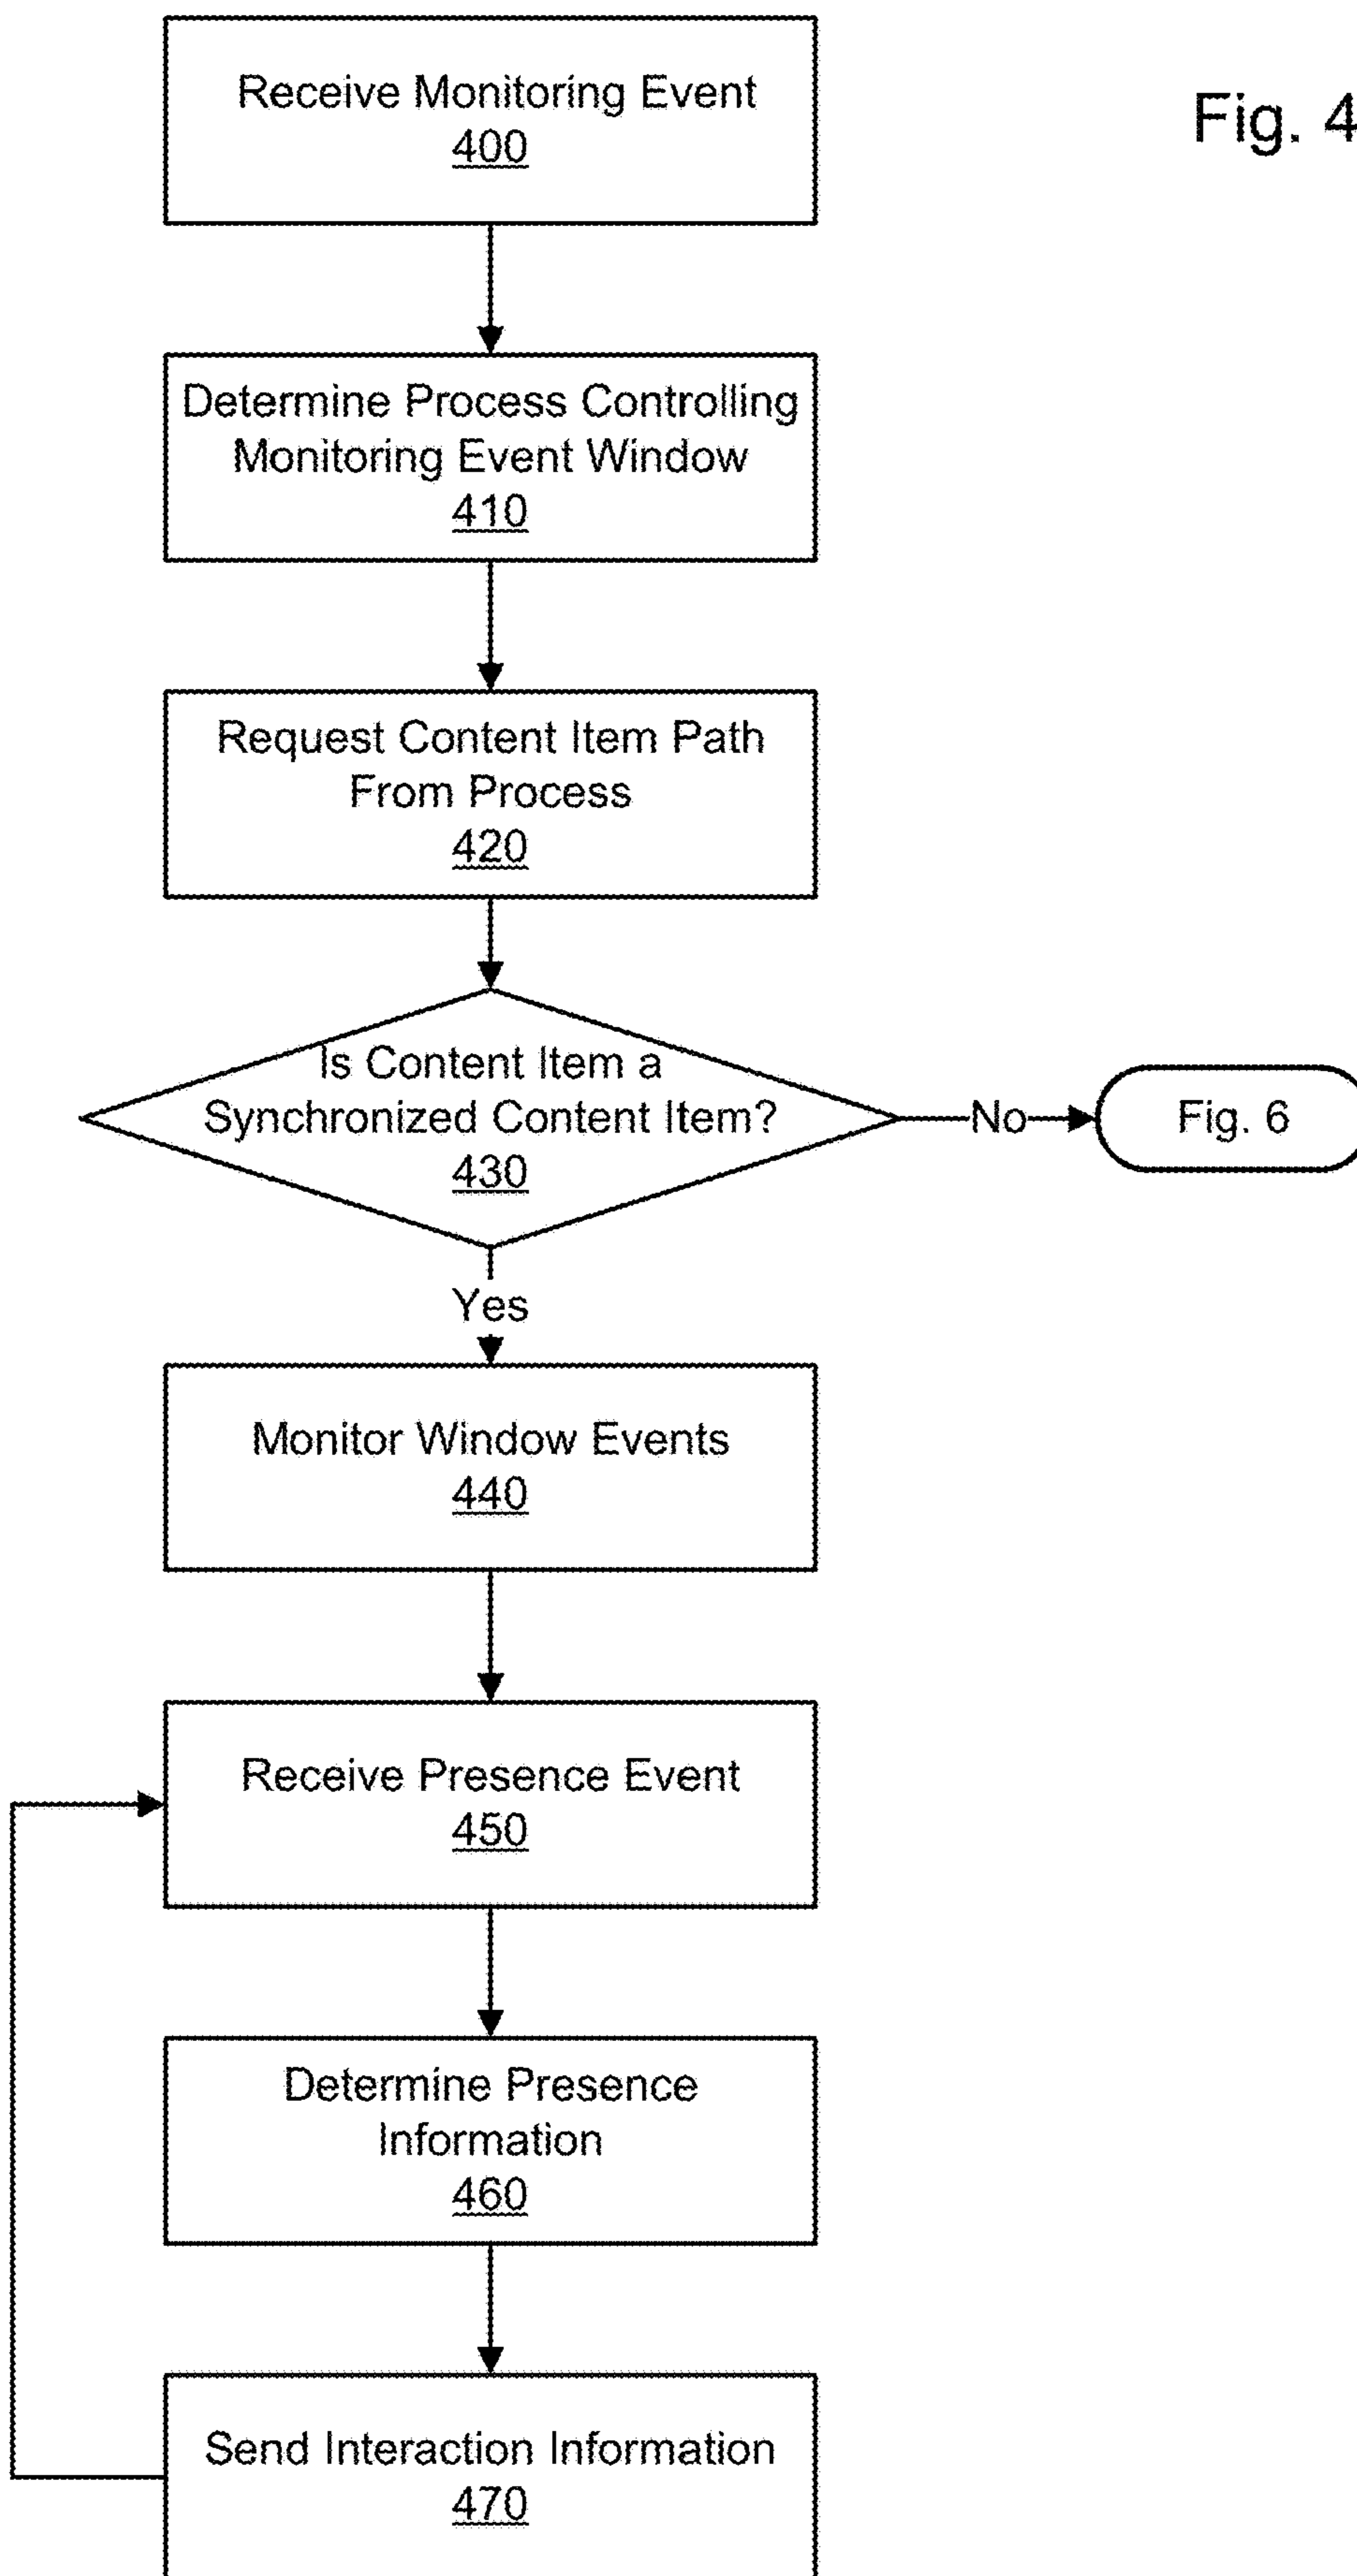 Fig. 4
Receive Monitoring Event
400
Determine Process Controlling
Monitoring Event Window
410
Request Content Item Path
From Process
420
Is Content Item a
Synchronized Content Item?
430
No
Fig. 6
Yes
Monitor Window Events
440
Receive Presence Event
450
Determine Presence
Information
460
Send Interaction Information
470